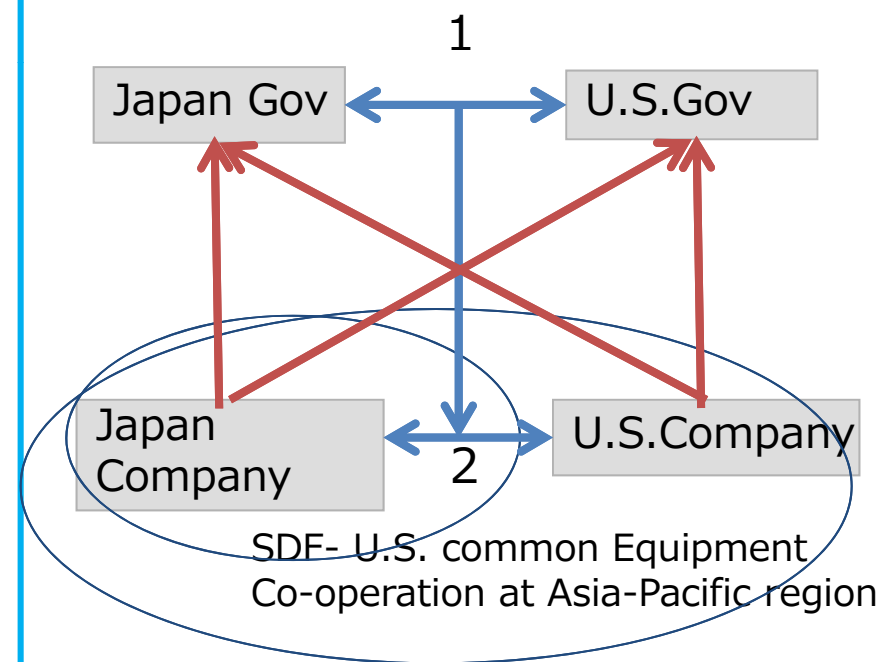 1
Japan Gov
U.S.Gov
Japan
Company
U.S.Company
2
SDF- U.S. common Equipment
Co-operation at Asia-Pacific region